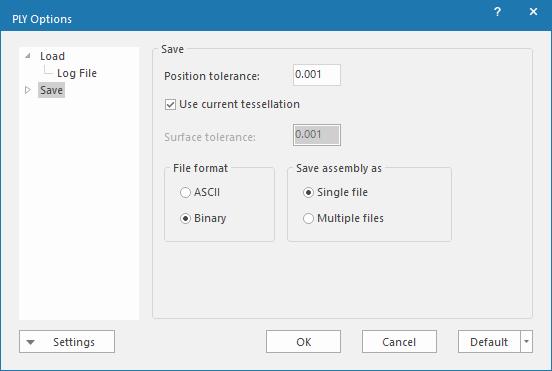 PLY Options
?
Load
Log File
Save
Save
Position tolerance: 0.001
Use current tessellation
Surface tolerance: 0.001
File format
ASCII
Binary
Save assembly as
Single file
Multiple files
Settings
OK
Cancel
Default